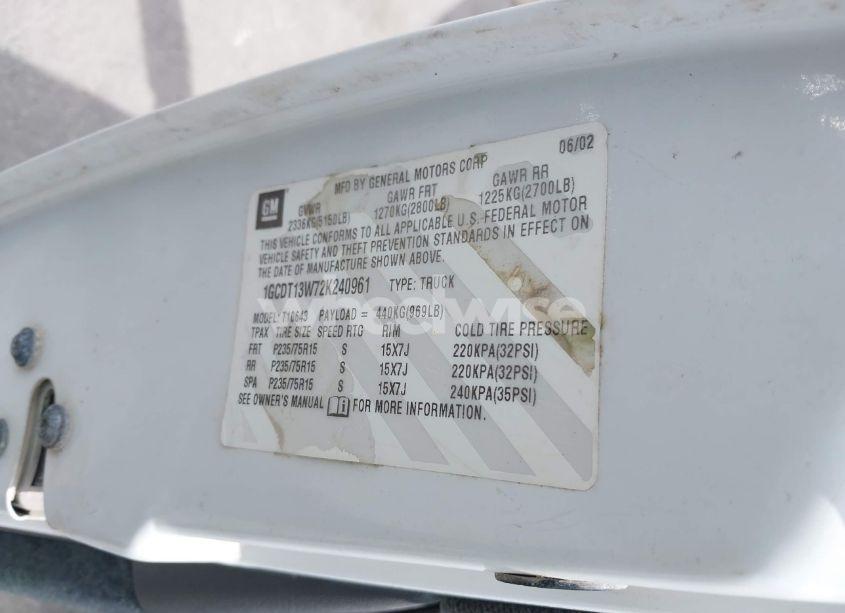 06/02
MFD BY GENERAL MOTORS CORP
GM
GVWR GAWR FRT GAWR RR
2336KG(5150LB) 1270KG(2800LB) 1225KG(2700LB)
THIS VEHICLE CONFORMS TO ALL APPLICABLE U.S. FEDERAL MOTOR
VEHICLE SAFETY AND THEFT PREVENTION STANDARDS IN EFFECT ON
THE DATE OF MANUFACTURE SHOWN ABOVE.
1GCDT13W72K240961 TYPE: TRUCK
wheelwise
MODEL: T10643 PAYLOAD = 440KG(969LB)
TPAX TIRE SIZE SPEED RTG RIM COLD TIRE PRESSURE
FRT P235/75R15 S 15X7J 220KPA(32PSI)
RR P235/75R15 S 15X7J 220KPA(32PSI)
SPA P235/75R15 S 15X7J 240KPA(35PSI)
SEE OWNER'S MANUAL FOR MORE INFORMATION.